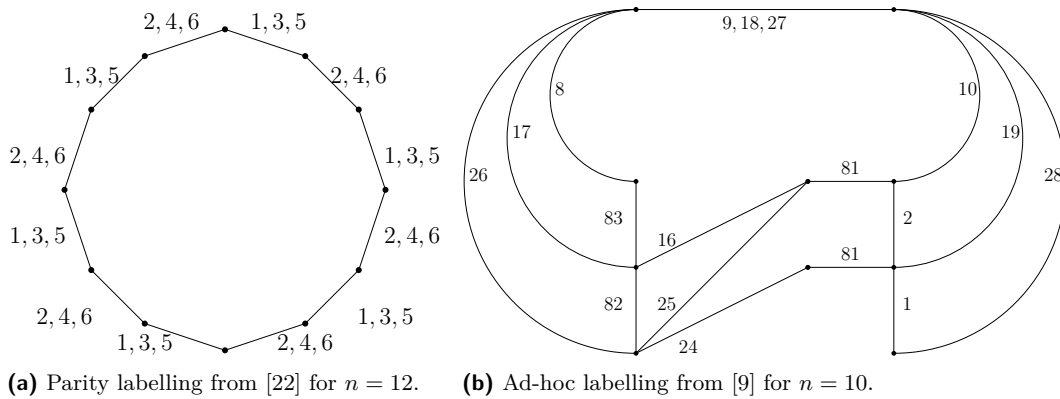 2, 4, 6
1, 3, 5
9, 18, 27
1, 3, 5
2, 4, 6
8
10
17
19
2, 4, 6
1, 3, 5
26
81
28
83
2
1, 3, 5
2, 4, 6
16
81
82
25
1
2, 4, 6
1, 3, 5
1, 3, 5
2, 4, 6
24
(a) Parity labelling from [22] for n = 12.
(b) Ad-hoc labelling from [9] for n = 10.